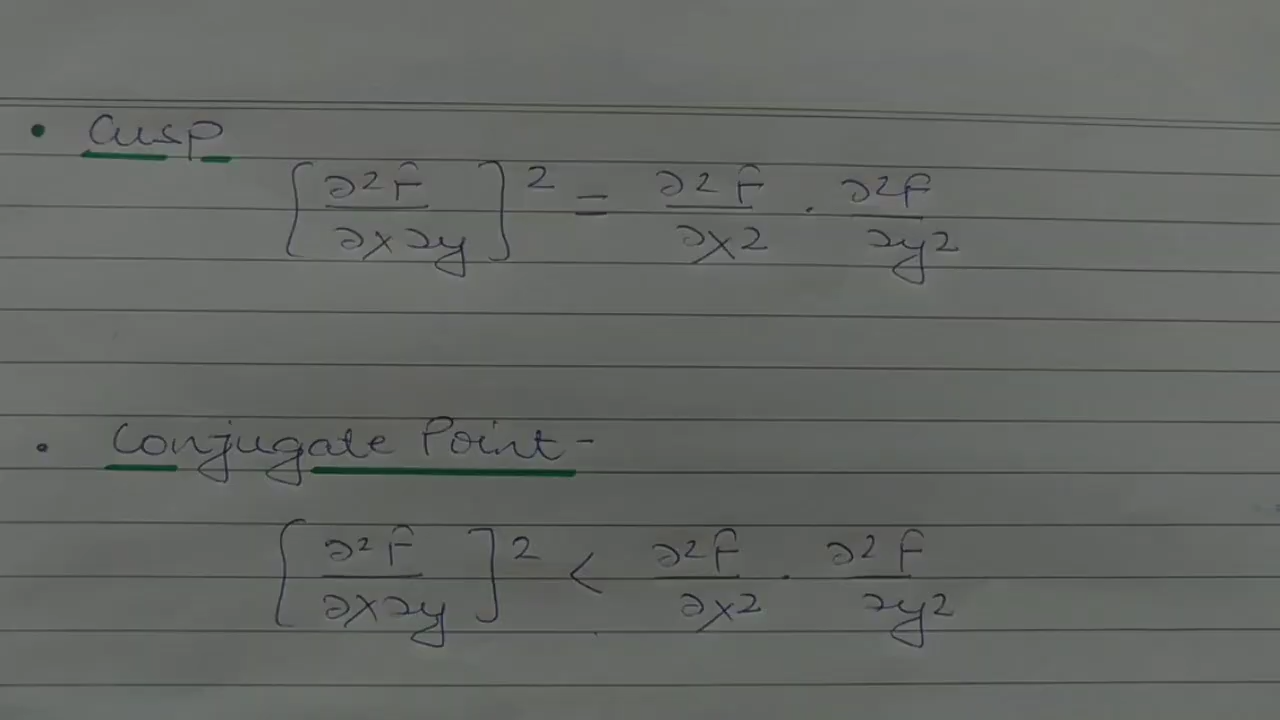 • Cusp
[∂²F/∂x∂y]² = ∂²F/∂x² · ∂²F/∂y²
• Conjugate Point -
[∂²F/∂x∂y]² < ∂²F/∂x² · ∂²F/∂y²